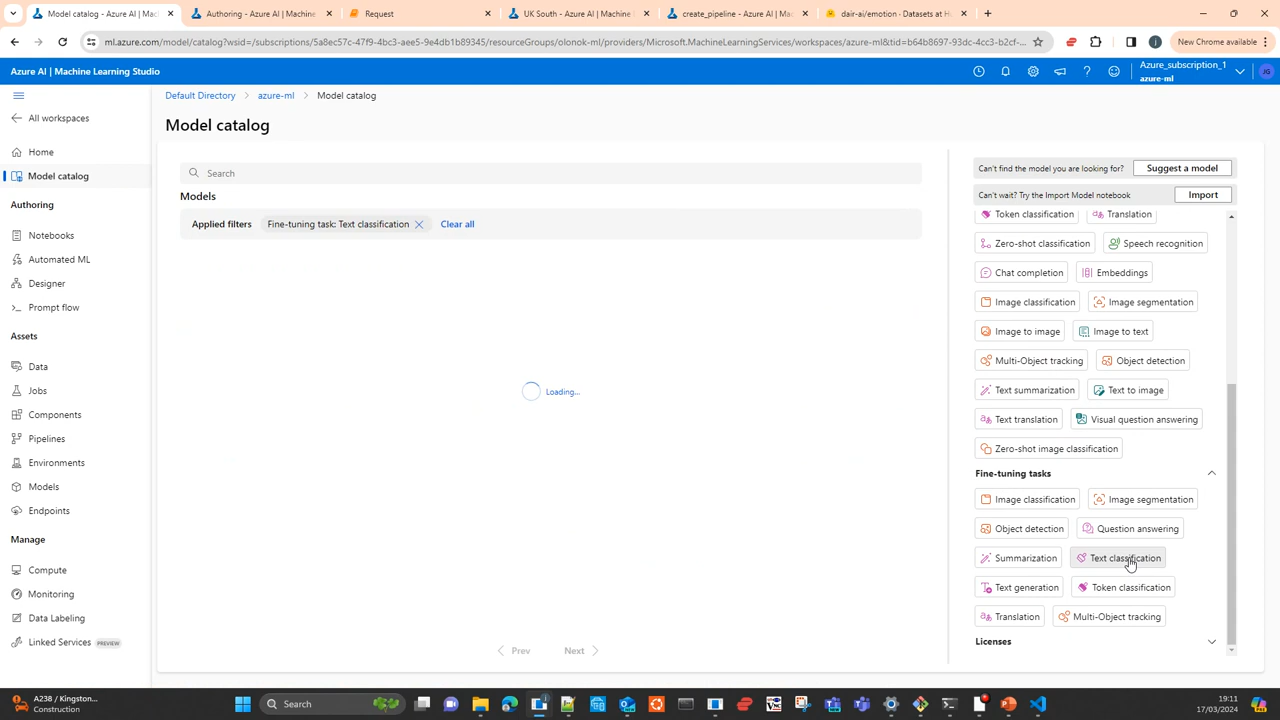 Model catalog - Azure AI | Mac
Authoring - Azure AI | Machine
Request
UK South - Azure AI | Machine
create_pipeline - Azure AI | Ma
dair-ai/emotion · Datasets at H
ml.azure.com/model/catalog?wsid=/subscriptions/5a8ec57c-47f9-4bc3-aee5-9e4db1b89345/resourceGroups/olonok-ml/providers/Microsoft.MachineLearningServices/workspaces/azure-ml&tid=b64b8697-93dc-4cc3-b2cf-...
New Chrome available
Azure AI | Machine Learning Studio
Azure_subscription_1
azure-ml
JG
Default Directory > azure-ml > Model catalog
All workspaces
Home
Model catalog
Authoring
Notebooks
Automated ML
Designer
Prompt flow
Assets
Data
Jobs
Components
Pipelines
Environments
Models
Endpoints
Manage
Compute
Monitoring
Data Labeling
Linked Services PREVIEW
Model catalog
Search
Models
Applied filters Fine-tuning task: Text classification Clear all
Loading...
Prev Next
Can't find the model you are looking for? Suggest a model
Can't wait? Try the Import Model notebook Import
Token classification Translation
Zero-shot classification Speech recognition
Chat completion Embeddings
Image classification Image segmentation
Image to image Image to text
Multi-Object tracking Object detection
Text summarization Text to image
Text translation Visual question answering
Zero-shot image classification
Fine-tuning tasks
Image classification Image segmentation
Object detection Question answering
Summarization Text classification
Text generation Token classification
Translation Multi-Object tracking
Licenses
A238 / Kingston...
Construction
Search
19:11
17/03/2024